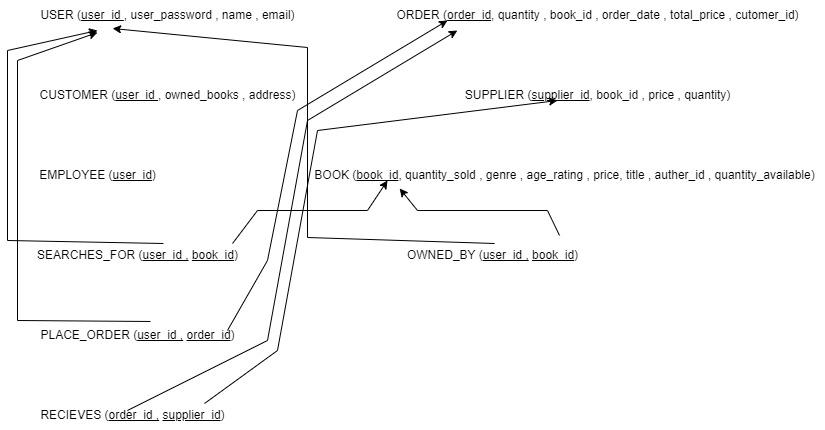 USER (user_id, user_password , name , email)
ORDER (order_id, quantity , book_id , order_date , total_price , cutomer_id)
CUSTOMER (user_id , owned_books , address)
SUPPLIER (supplier_id, book_id , price , quantity)
EMPLOYEE (user_id)
BOOK (book_id, quantity_sold , genre , age_rating , price, title , auther_id , quantity_available)
SEARCHES_FOR (user_id , book_id)
OWNED_BY (user_id , book_id)
PLACE_ORDER (user_id , order_id)
RECIEVES (order_id , supplier_id)